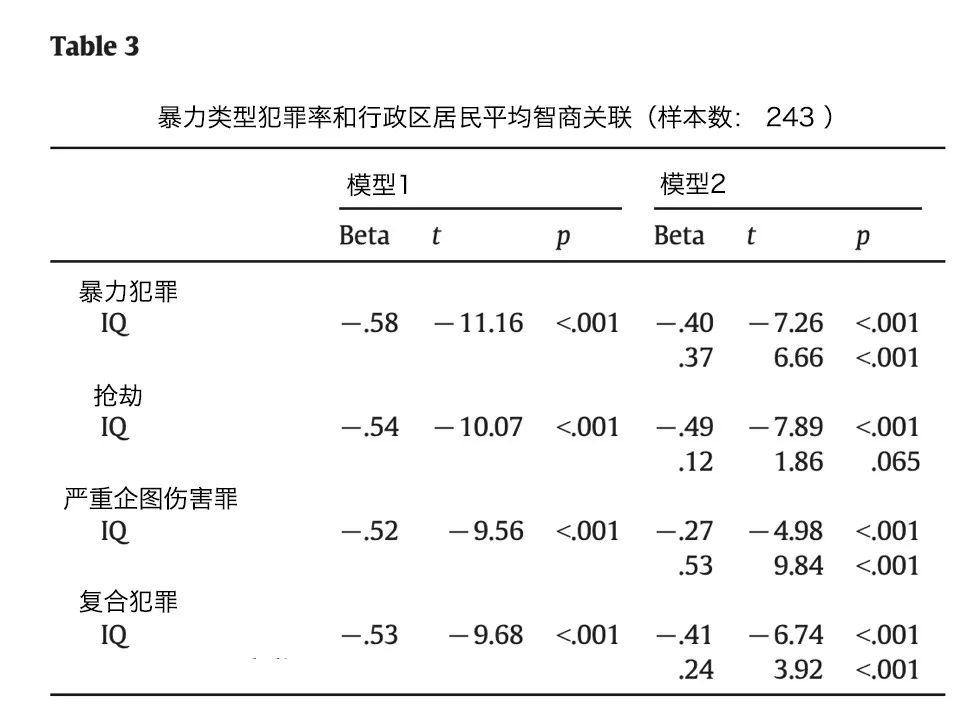 Table 3
暴力类型犯罪率和行政区居民平均智商关联（样本数： 243 ）
模型1 模型2
Beta t p Beta t p
暴力犯罪
IQ −.58 −11.16 <.001 −.40 −7.26 <.001
.37 6.66 <.001
抢劫
IQ −.54 −10.07 <.001 −.49 −7.89 <.001
.12 1.86 .065
严重企图伤害罪
IQ −.52 −9.56 <.001 −.27 −4.98 <.001
.53 9.84 <.001
复合犯罪
IQ −.53 −9.68 <.001 −.41 −6.74 <.001
.24 3.92 <.001